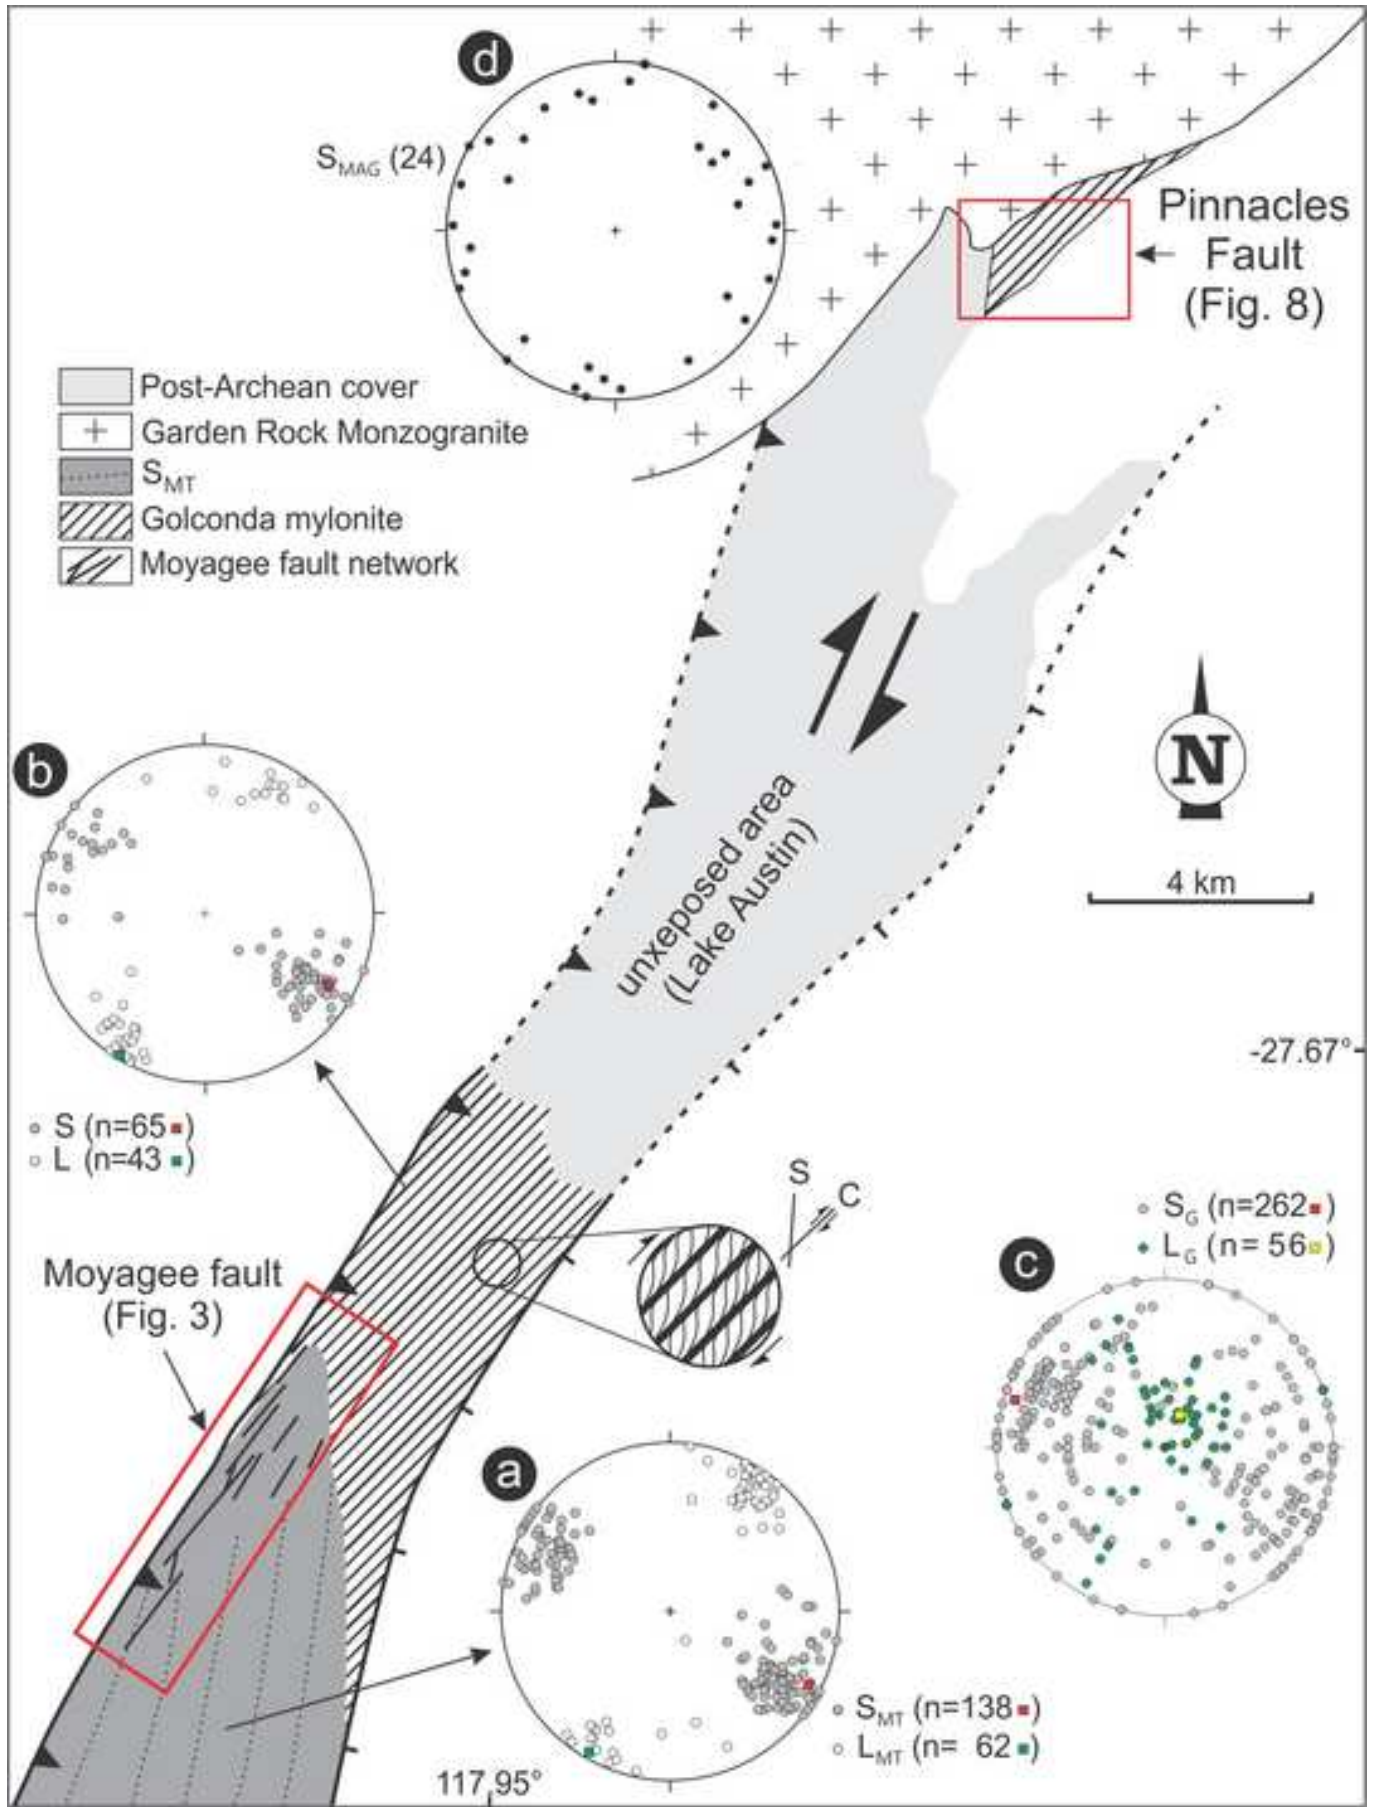 d
S_MAG (24)
Pinnacles
Fault
(Fig. 8)
Post-Archean cover
Garden Rock Monzogranite
S_MT
Golconda mylonite
Moyagee fault network
b
N
4 km
unxeposed area
(Lake Austin)
-27.67°
S (n=65 )
L (n=43 )
S
C
S_G (n=262 )
L_G (n= 56 )
c
Moyagee fault
(Fig. 3)
a
S_MT (n=138 )
L_MT (n= 62 )
117.95°